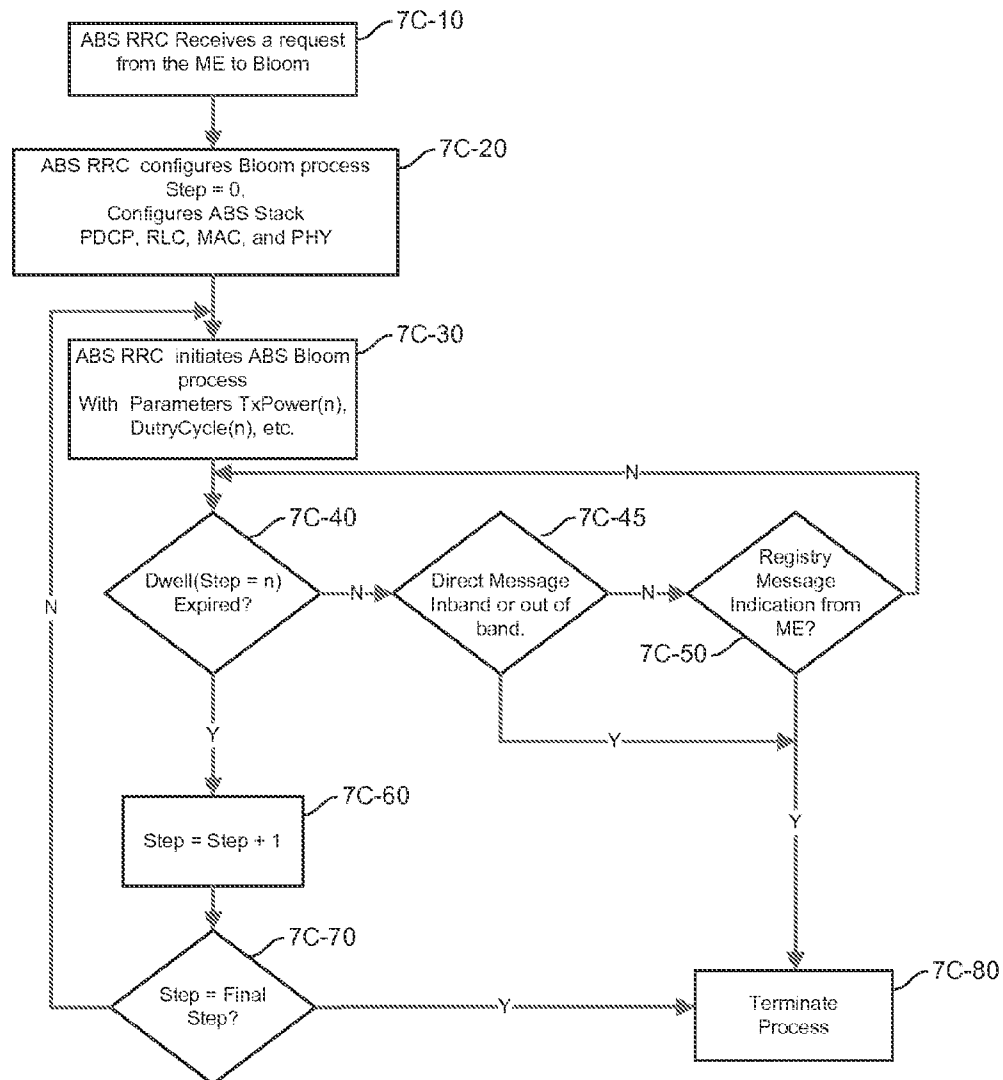 7C-10
ABS RRC Receives a request
from the ME to Bloom
7C-20
ABS RRC configures Bloom process
Step = 0,
Configures ABS Stack
PDCP, RLC, MAC, and PHY
7C-30
ABS RRC initiates ABS Bloom
process
With Parameters TxPower(n),
DutryCycle(n), etc.
N
7C-40
Dwell(Step = n)
Expired?
N
7C-45
Direct Message
Inband or out of
band.
N
Registry
Message
Indication from
ME?
7C-50
N
Y
Y
Y
7C-60
Step = Step + 1
7C-70
Step = Final
Step?
Y
7C-80
Terminate
Process